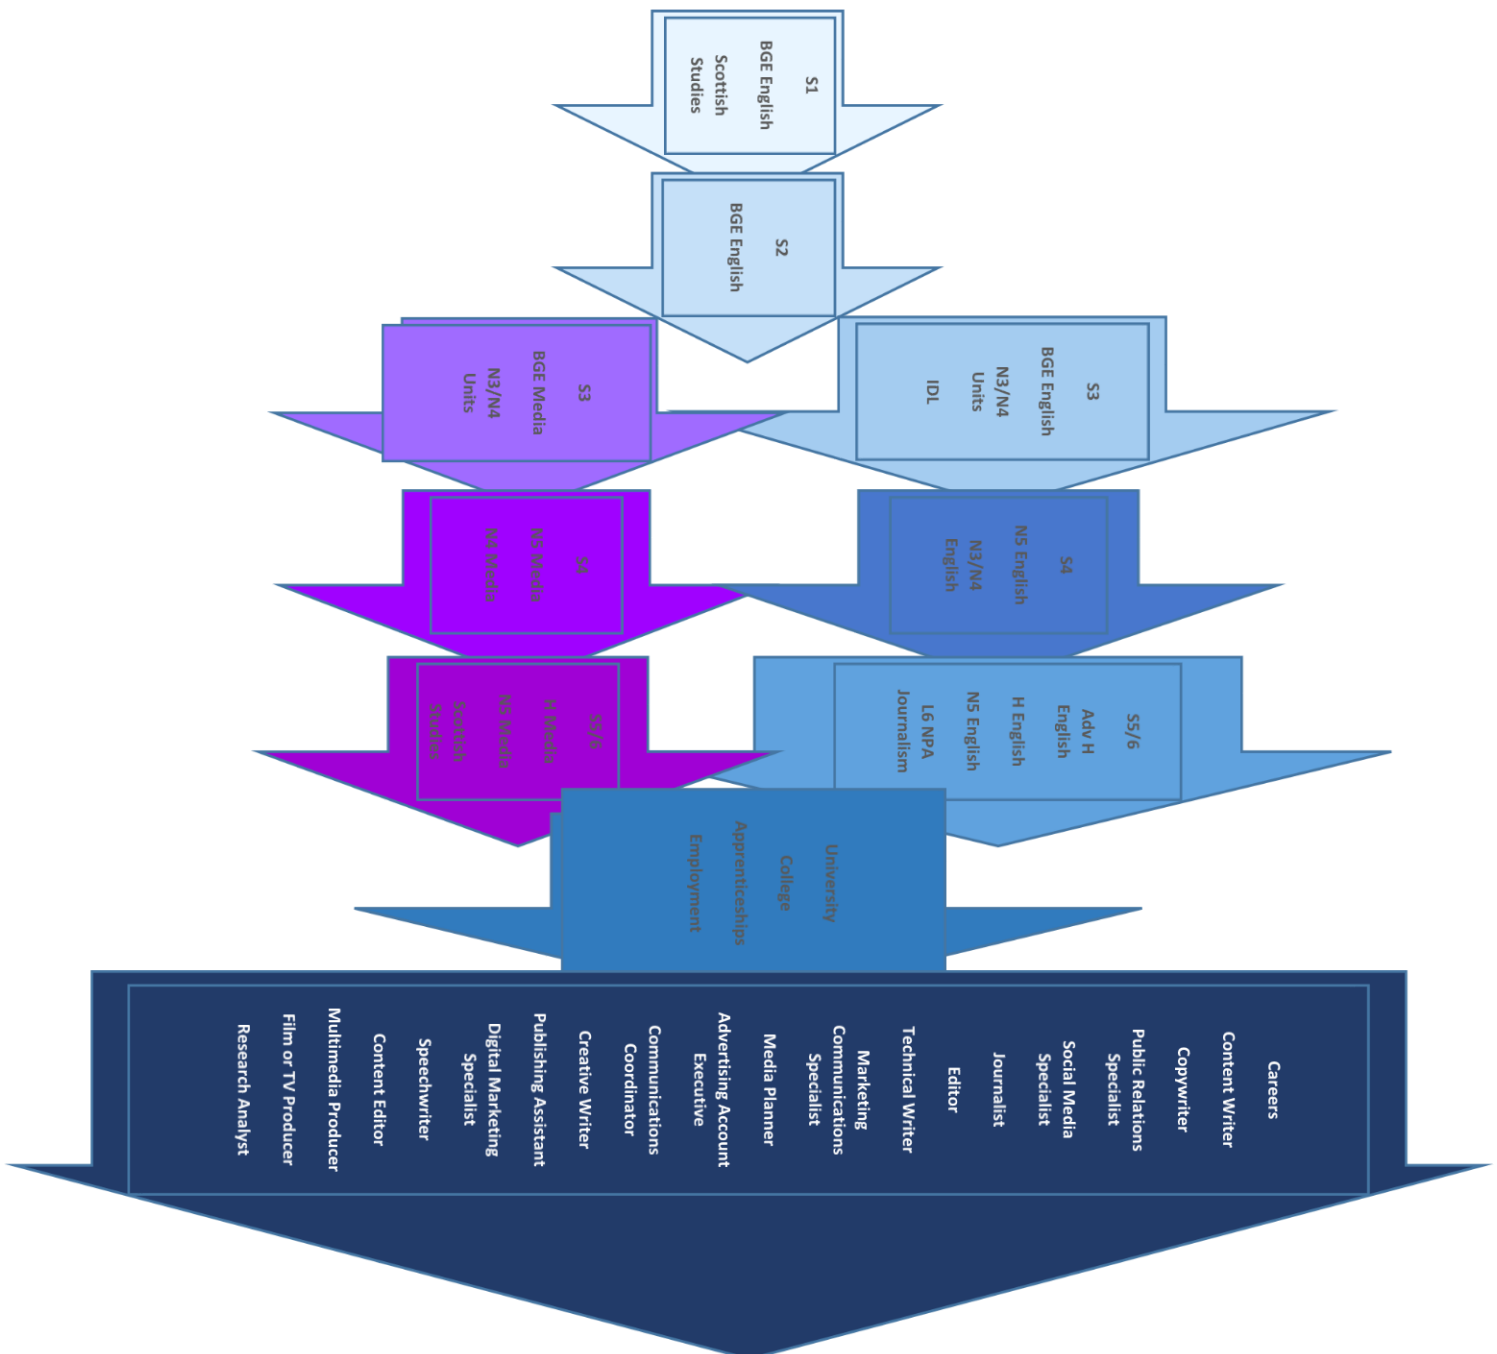 S1
BGE English
Scottish
Studies
S2
BGE English
S3
BGE English
N3/N4
Units
IDL
S3
BGE Media
N3/N4
Units
S4
N5 English
N3/N4
English
S4
N5 Media
N4 Media
S5/6
Adv H
English
H English
N5 English
L6 NPA
Journalism
S5/6
H Media
N5 Media
Scottish
Studies
University
College
Apprenticeships
Employment
Careers
Content Writer
Copywriter
Public Relations
Specialist
Social Media
Specialist
Journalist
Editor
Technical Writer
Marketing
Communications
Specialist
Media Planner
Advertising Account
Executive
Communications
Coordinator
Creative Writer
Publishing Assistant
Digital Marketing
Specialist
Speechwriter
Content Editor
Multimedia Producer
Film or TV Producer
Research Analyst